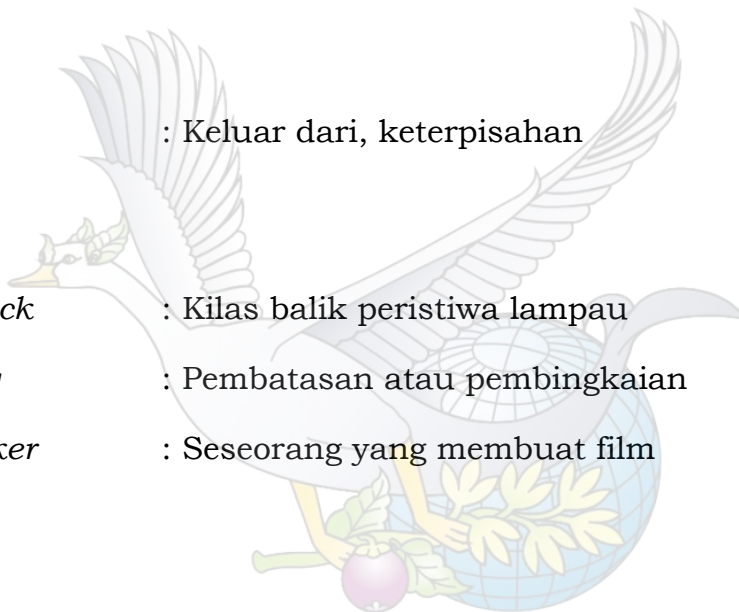 : Keluar dari, keterpisahan
ck : Kilas balik peristiwa lampau
: Pembatasan atau pembingkaian
ker : Seseorang yang membuat film